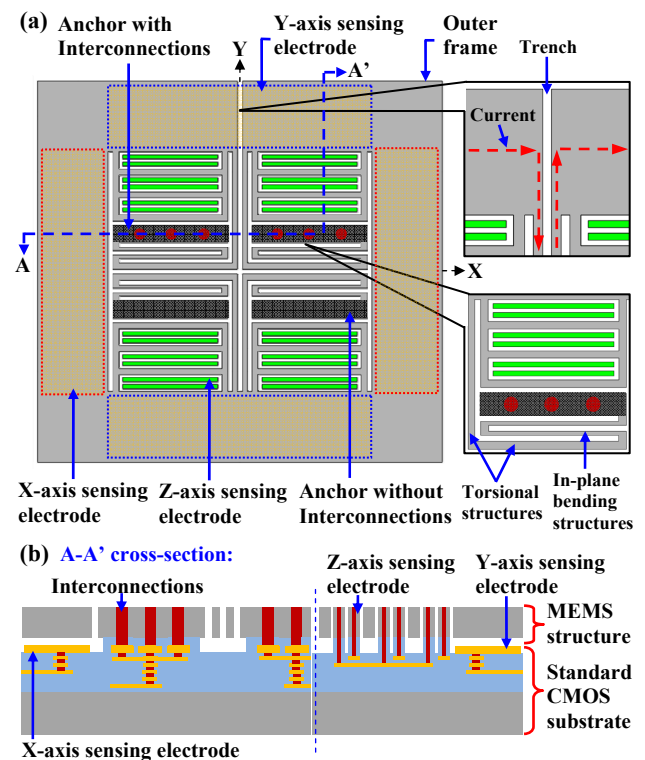 (a)
Anchor with
Interconnections
Y
Y-axis sensing
electrode
A’
Outer
frame
Trench
Current
A
X
X-axis sensing
electrode
Z-axis sensing
electrode
Anchor without
Interconnections
Torsional
structures
In-plane
bending
structures
(b) A-A’ cross-section:
Interconnections
Z-axis sensing
electrode
Y-axis sensing
electrode
MEMS
structure
Standard
CMOS
substrate
X-axis sensing electrode